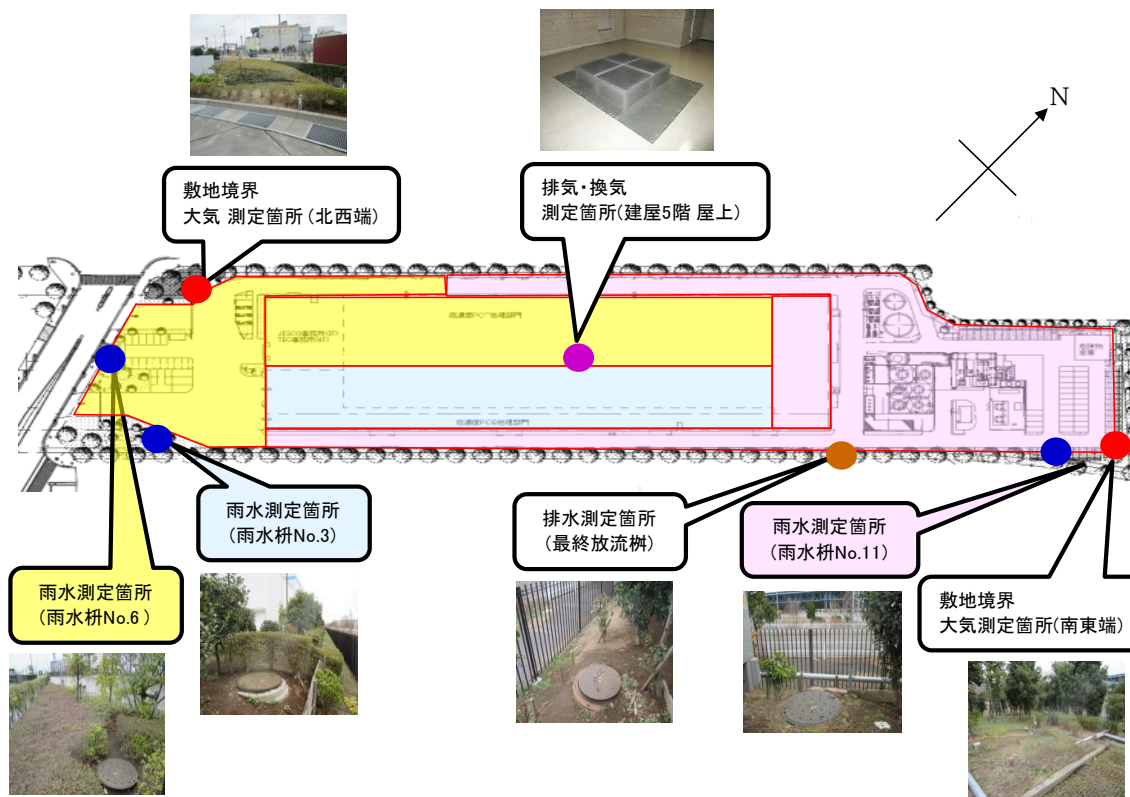 N
敷地境界
大気 測定箇所 (北西端)
排気・換気
測定箇所(建屋5階 屋上)
雨水測定箇所
(雨水枡No.3)
排水測定箇所
(最終放流桝)
雨水測定箇所
(雨水枡No.11)
雨水測定箇所
(雨水枡No.6 )
敷地境界
大気測定箇所(南東端)